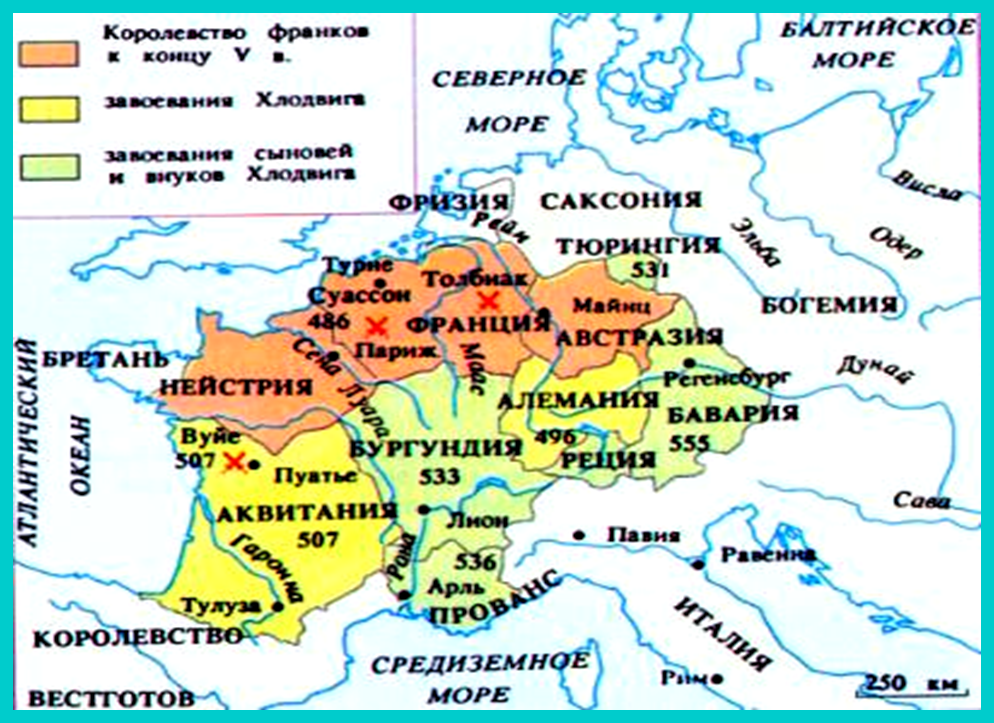 Королевство франков
к концу V в.
завоевания Хлодвига
завоевания сыновей
и внуков Хлодвига
БАЛТИЙСКОЕ
МОРЕ
СЕВЕРНОЕ
МОРЕ
Висла
ФРИЗИЯ
САКСОНИЯ
Рейн
Эльба
Одер
ТЮРИНГИЯ
531
Турне
Толбиак
Суассон
486
Майнц
БОГЕМИЯ
ФРАНЦИЯ
АВСТРАЗИЯ
Париж
Сена
Маас
БРЕТАНЬ
НЕЙСТРИЯ
Луара
Дунай
Регенсбург
АЛЕМАНИЯ
БАВАРИЯ
555
АТЛАНТИЧЕСКИЙ
ОКЕАН
Вуйе
507
496
БУРГУНДИЯ
533
РЕЦИЯ
Пуатье
АКВИТАНИЯ
507
Лион
Сава
Гаронна
Рона
536
Павия
Равенна
Арль
ПРОВАНС
Тулуза
КОРОЛЕВСТВО
ВЕСТГОТОВ
ИТАЛИЯ
СРЕДИЗЕМНОЕ
МОРЕ
Рим
250 км